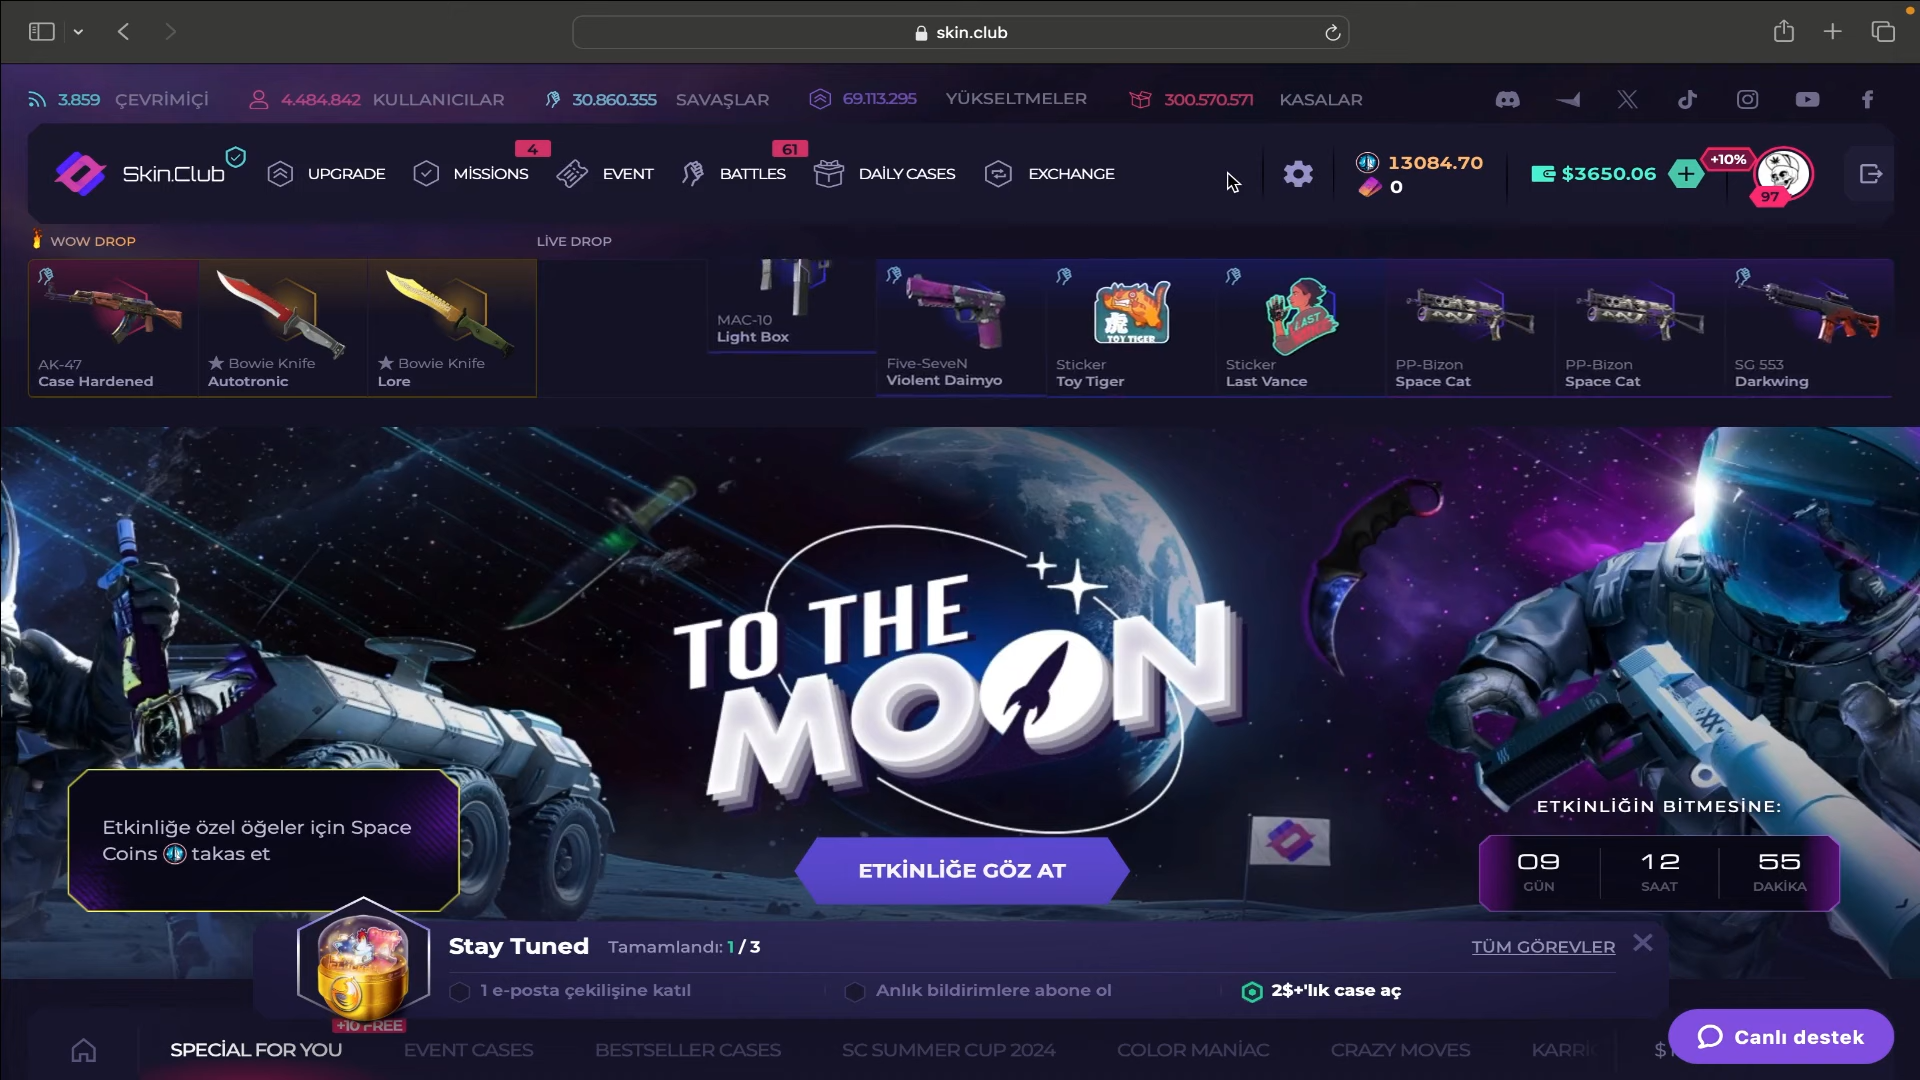 skin.club
3.859 ÇEVRİMİÇİ 4.484.842 KULLANICILAR 30.860.355 SAVAŞLAR 69.113.295 YÜKSELTMELER 300.570.571 KASALAR
Skin.Club UPGRADE 4 MİSSİONS EVENT 61 BATTLES DAİLY CASES EXCHANGE 13084.70 0 $3650.06 +10% 97
WOW DROP LİVE DROP
AK-47
Case Hardened
★ Bowie Knife
Autotronic
★ Bowie Knife
Lore
MAC-10
Light Box
Five-SeveN
Violent Daimyo
Sticker
Toy Tiger
TOY TIGER
Sticker
Last Vance
LAST
PP-Bizon
Space Cat
PP-Bizon
Space Cat
SG 553
Darkwing
TO THE
MOON
Etkinliğe özel öğeler için Space
Coins takas et
ETKİNLİĞE GÖZ AT
ETKİNLİĞİN BİTMESİNE:
09 12 55
GÜN SAAT DAKİKA
Stay Tuned Tamamlandı: 1 / 3 TÜM GÖREVLER
1 e-posta çekilişine katıl Anlık bildirimlere abone ol 2$+'lık case aç
+10 FREE
SPECİAL FOR YOU EVENT CASES BESTSELLER CASES SC SUMMER CUP 2024 COLOR MANİAC CRAZY MOVES
Canlı destek